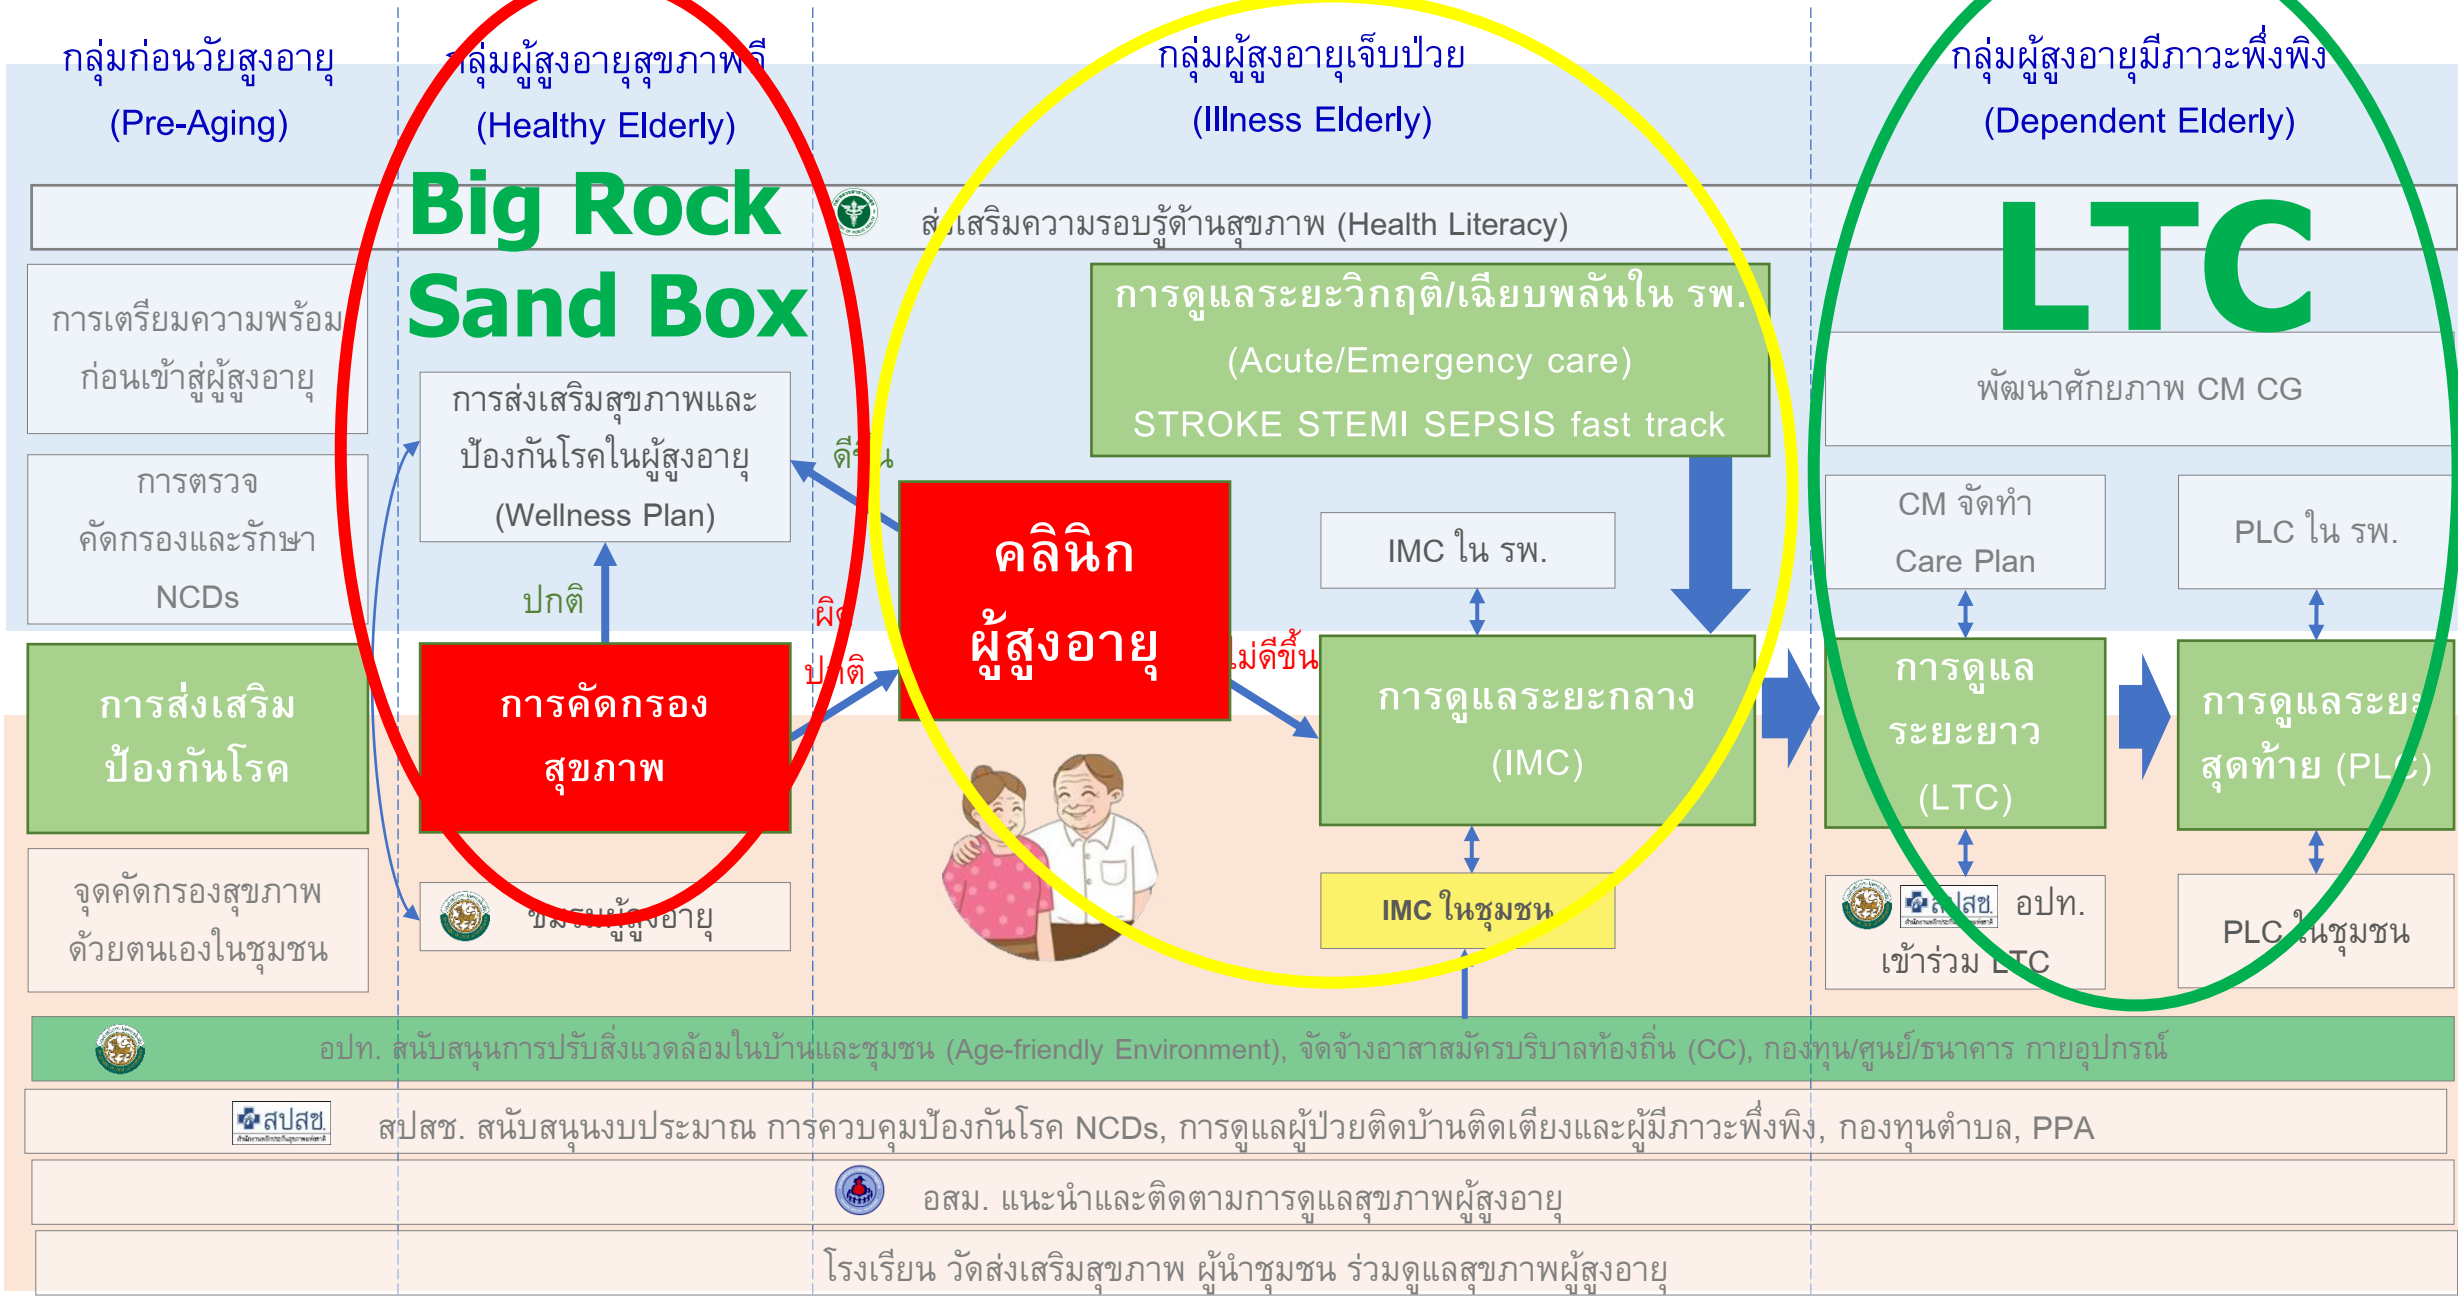 กลุ่มก่อนวัยสูงอายุ
(Pre-Aging)
กลุ่มผู้สูงอายุสุขภาพดี
(Healthy Elderly)
กลุ่มผู้สูงอายุเจ็บป่วย
(Illness Elderly)
กลุ่มผู้สูงอายุมีภาวะพึ่งพิง
(Dependent Elderly)
Big Rock
Sand Box
LTC
ส่งเสริมความรอบรู้ด้านสุขภาพ (Health Literacy)
การเตรียมความพร้อม
ก่อนเข้าสู่ผู้สูงอายุ
การตรวจ
คัดกรองและรักษา
NCDs
การส่งเสริม
ป้องกันโรค
จุดคัดกรองสุขภาพ
ด้วยตนเองในชุมชน
การส่งเสริมสุขภาพและ
ป้องกันโรคในผู้สูงอายุ
(Wellness Plan)
ปกติ
การคัดกรอง
สุขภาพ
ชมรมผู้สูงอายุ
ดีขึ้น
ผิด
ปกติ
คลินิก
ผู้สูงอายุ
ไม่ดีขึ้น
การดูแลระยะวิกฤติ/เฉียบพลันใน รพ.
(Acute/Emergency care)
STROKE STEMI SEPSIS fast track
IMC ใน รพ.
การดูแลระยะกลาง
(IMC)
IMC ในชุมชน
พัฒนาศักยภาพ CM CG
CM จัดทำ
Care Plan
PLC ใน รพ.
การดูแล
ระยะยาว
(LTC)
การดูแลระยะ
สุดท้าย (PLC)
สปสช. อปท.
เข้าร่วม LTC
PLC ในชุมชน
อปท. สนับสนุนการปรับสิ่งแวดล้อมในบ้านและชุมชน (Age-friendly Environment), จัดจ้างอาสาสมัครบริบาลท้องถิ่น (CC), กองทุน/ศูนย์/ธนาคาร กายอุปกรณ์
สปสช.
สปสช. สนับสนุนงบประมาณ การควบคุมป้องกันโรค NCDs, การดูแลผู้ป่วยติดบ้านติดเตียงและผู้มีภาวะพึ่งพิง, กองทุนตำบล, PPA
อสม. แนะนำและติดตามการดูแลสุขภาพผู้สูงอายุ
โรงเรียน วัดส่งเสริมสุขภาพ ผู้นำชุมชน ร่วมดูแลสุขภาพผู้สูงอายุ